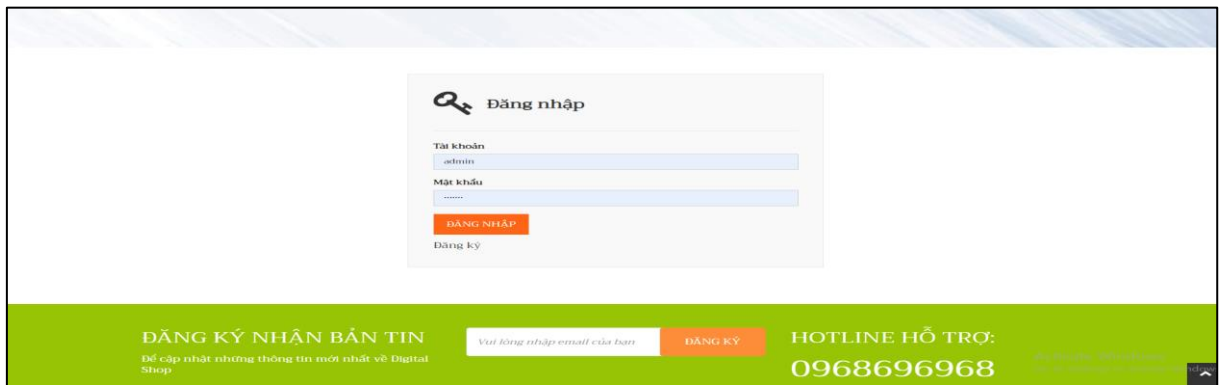 Đăng nhập
Tài khoản
admin
Mật khẩu
ĐĂNG NHẬP
Đăng ký
ĐĂNG KÝ NHẬN BẢN TIN
Để cập nhật những thông tin mới nhất về Digital
Shop
Vui lòng nhập email của bạn
ĐĂNG KÝ
HOTLINE HỖ TRỢ:
0968696968